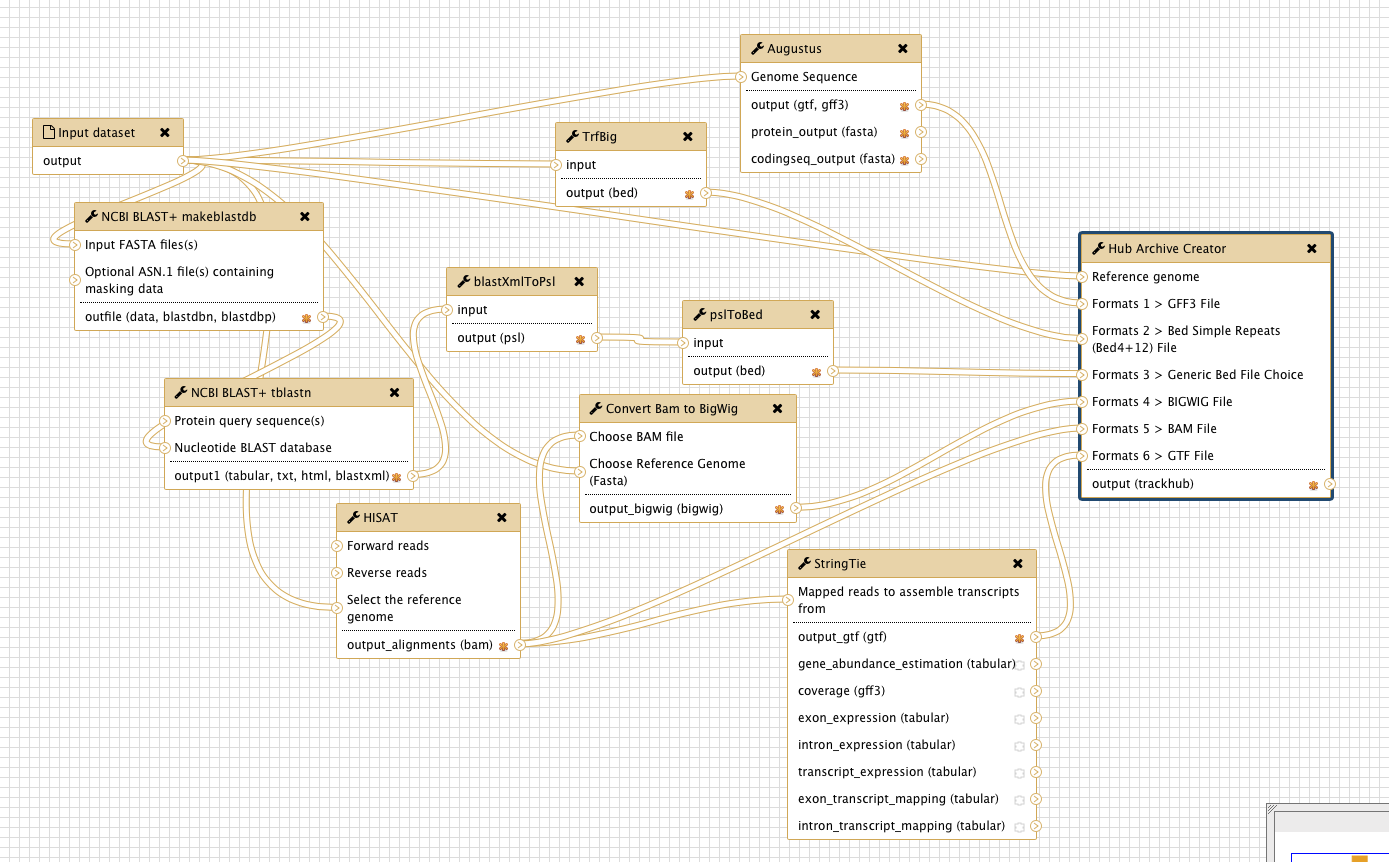 Input dataset
output
NCBI BLAST+ makeblastdb
Input FASTA files(s)
Optional ASN.1 file(s) containing
masking data
outfile (data, blastdbn, blastdbp)
NCBI BLAST+ tblastn
Protein query sequence(s)
Nucleotide BLAST database
output1 (tabular, txt, html, blastxml)
HISAT
Forward reads
Reverse reads
Select the reference
genome
output_alignments (bam)
blastXmlToPsl
input
output (psl)
TrfBig
input
output (bed)
Augustus
Genome Sequence
output (gtf, gff3)
protein_output (fasta)
codingseq_output (fasta)
pslToBed
input
output (bed)
Convert Bam to BigWig
Choose BAM file
Choose Reference Genome
(Fasta)
output_bigwig (bigwig)
StringTie
Mapped reads to assemble transcripts
from
output_gtf (gtf)
gene_abundance_estimation (tabular)
coverage (gff3)
exon_expression (tabular)
intron_expression (tabular)
transcript_expression (tabular)
exon_transcript_mapping (tabular)
intron_transcript_mapping (tabular)
Hub Archive Creator
Reference genome
Formats 1 > GFF3 File
Formats 2 > Bed Simple Repeats
(Bed4+12) File
Formats 3 > Generic Bed File Choice
Formats 4 > BIGWIG File
Formats 5 > BAM File
Formats 6 > GTF File
output (trackhub)